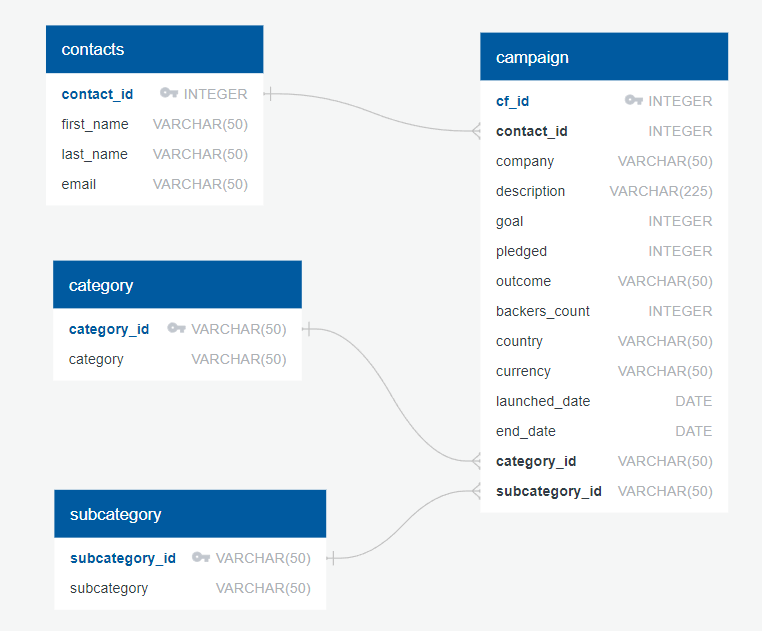 contacts
contact_id INTEGER
first_name VARCHAR(50)
last_name VARCHAR(50)
email VARCHAR(50)
category
category_id VARCHAR(50)
category VARCHAR(50)
subcategory
subcategory_id VARCHAR(50)
subcategory VARCHAR(50)
campaign
cf_id INTEGER
contact_id INTEGER
company VARCHAR(50)
description VARCHAR(225)
goal INTEGER
pledged INTEGER
outcome VARCHAR(50)
backers_count INTEGER
country VARCHAR(50)
currency VARCHAR(50)
launched_date DATE
end_date DATE
category_id VARCHAR(50)
subcategory_id VARCHAR(50)